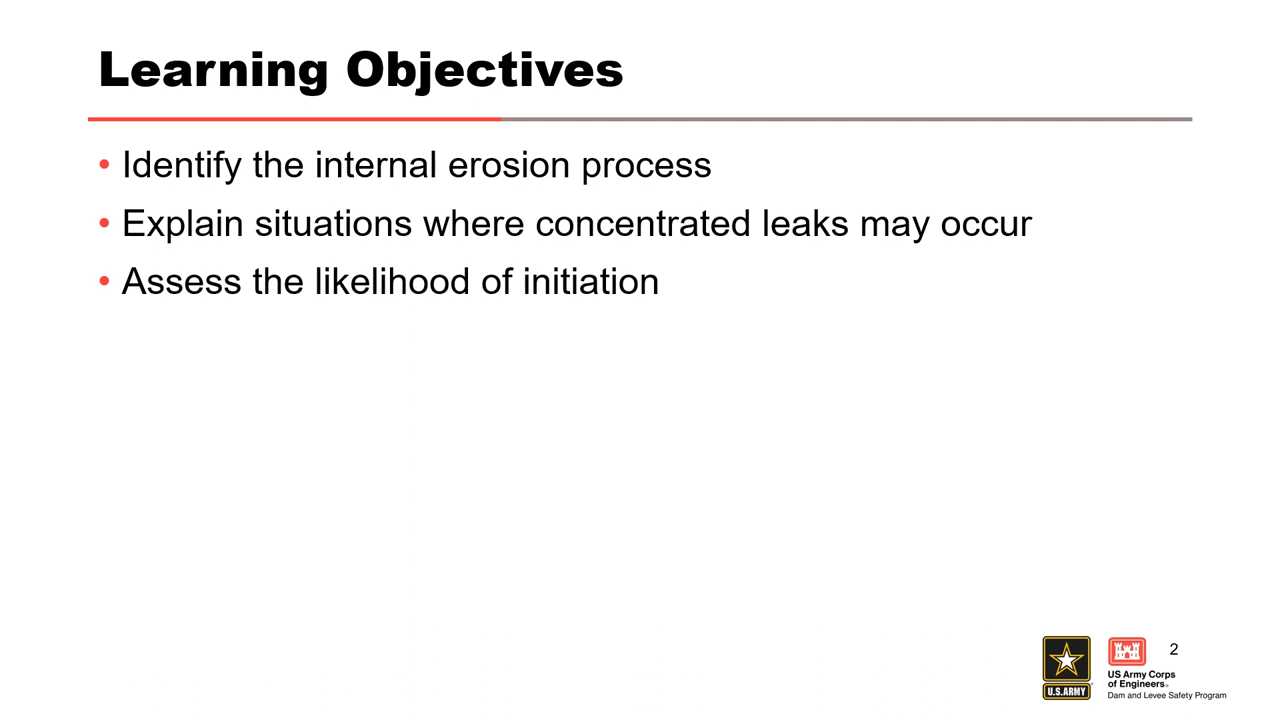 Learning Objectives
• Identify the internal erosion process
• Explain situations where concentrated leaks may occur
• Assess the likelihood of initiation
2
U.S.ARMY
US Army Corps
of Engineers®
Dam and Levee Safety Program